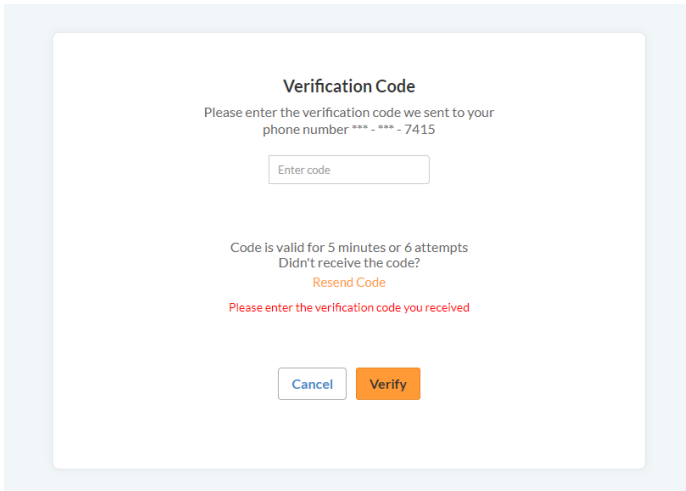 Verification Code
Please enter the verification code we sent to your
phone number *** - *** - 7415
Enter code
Code is valid for 5 minutes or 6 attempts
Didn't receive the code?
Resend Code
Please enter the verification code you received
Cancel Verify